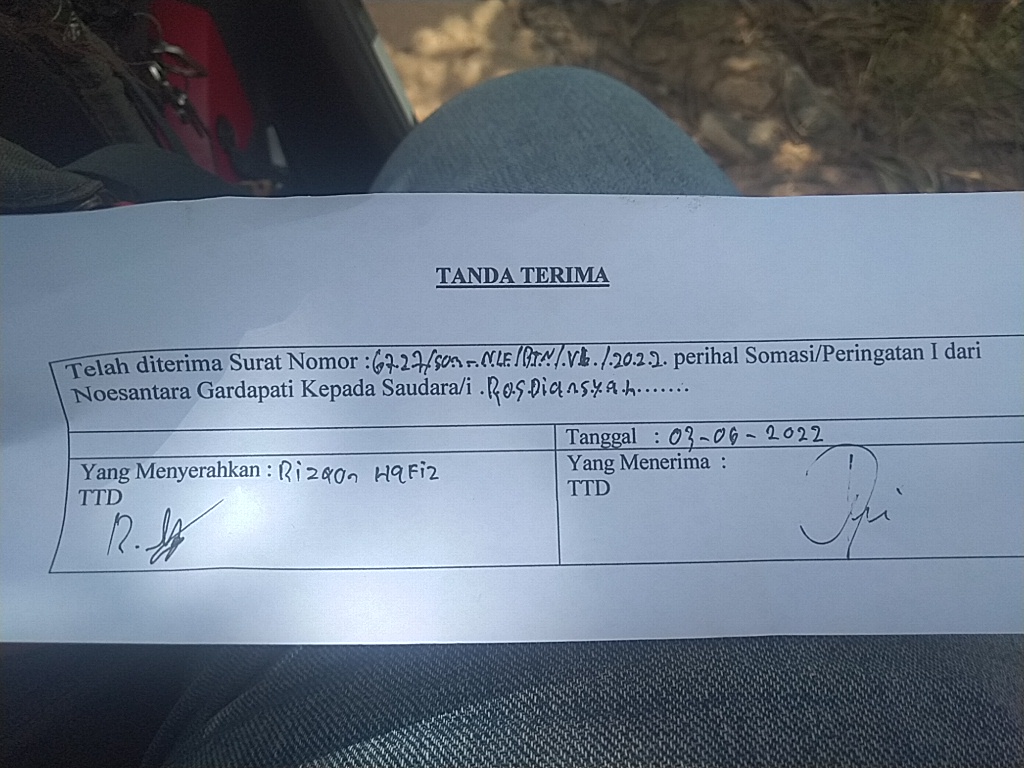 TANDA TERIMA
Telah diterima Surat Nomor :6727/som-NLF/BTN/.VI./2022. perihal Somasi/Peringatan I dari
Noesantara Gardapati Kepada Saudara/i .RosDiansyah.......
Tanggal : 03-06-2022
Yang Menyerahkan : Rizqon HaFiz
Yang Menerima :
TTD
TTD